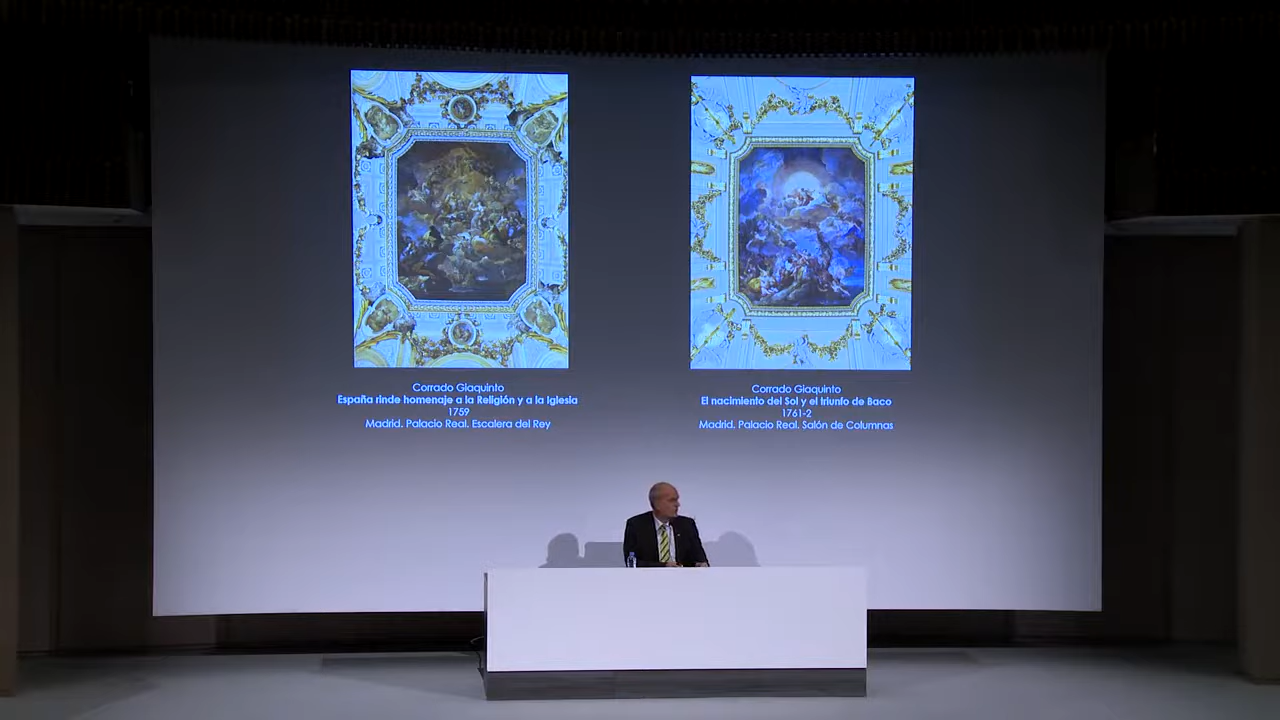 Corrado Giaquinto
España rinde homenaje a la Religión y a la Iglesia
1759
Madrid. Palacio Real. Escalera del Rey
Corrado Giaquinto
El nacimiento del Sol y el triunfo de Baco
1761-2
Madrid. Palacio Real. Salón de Columnas